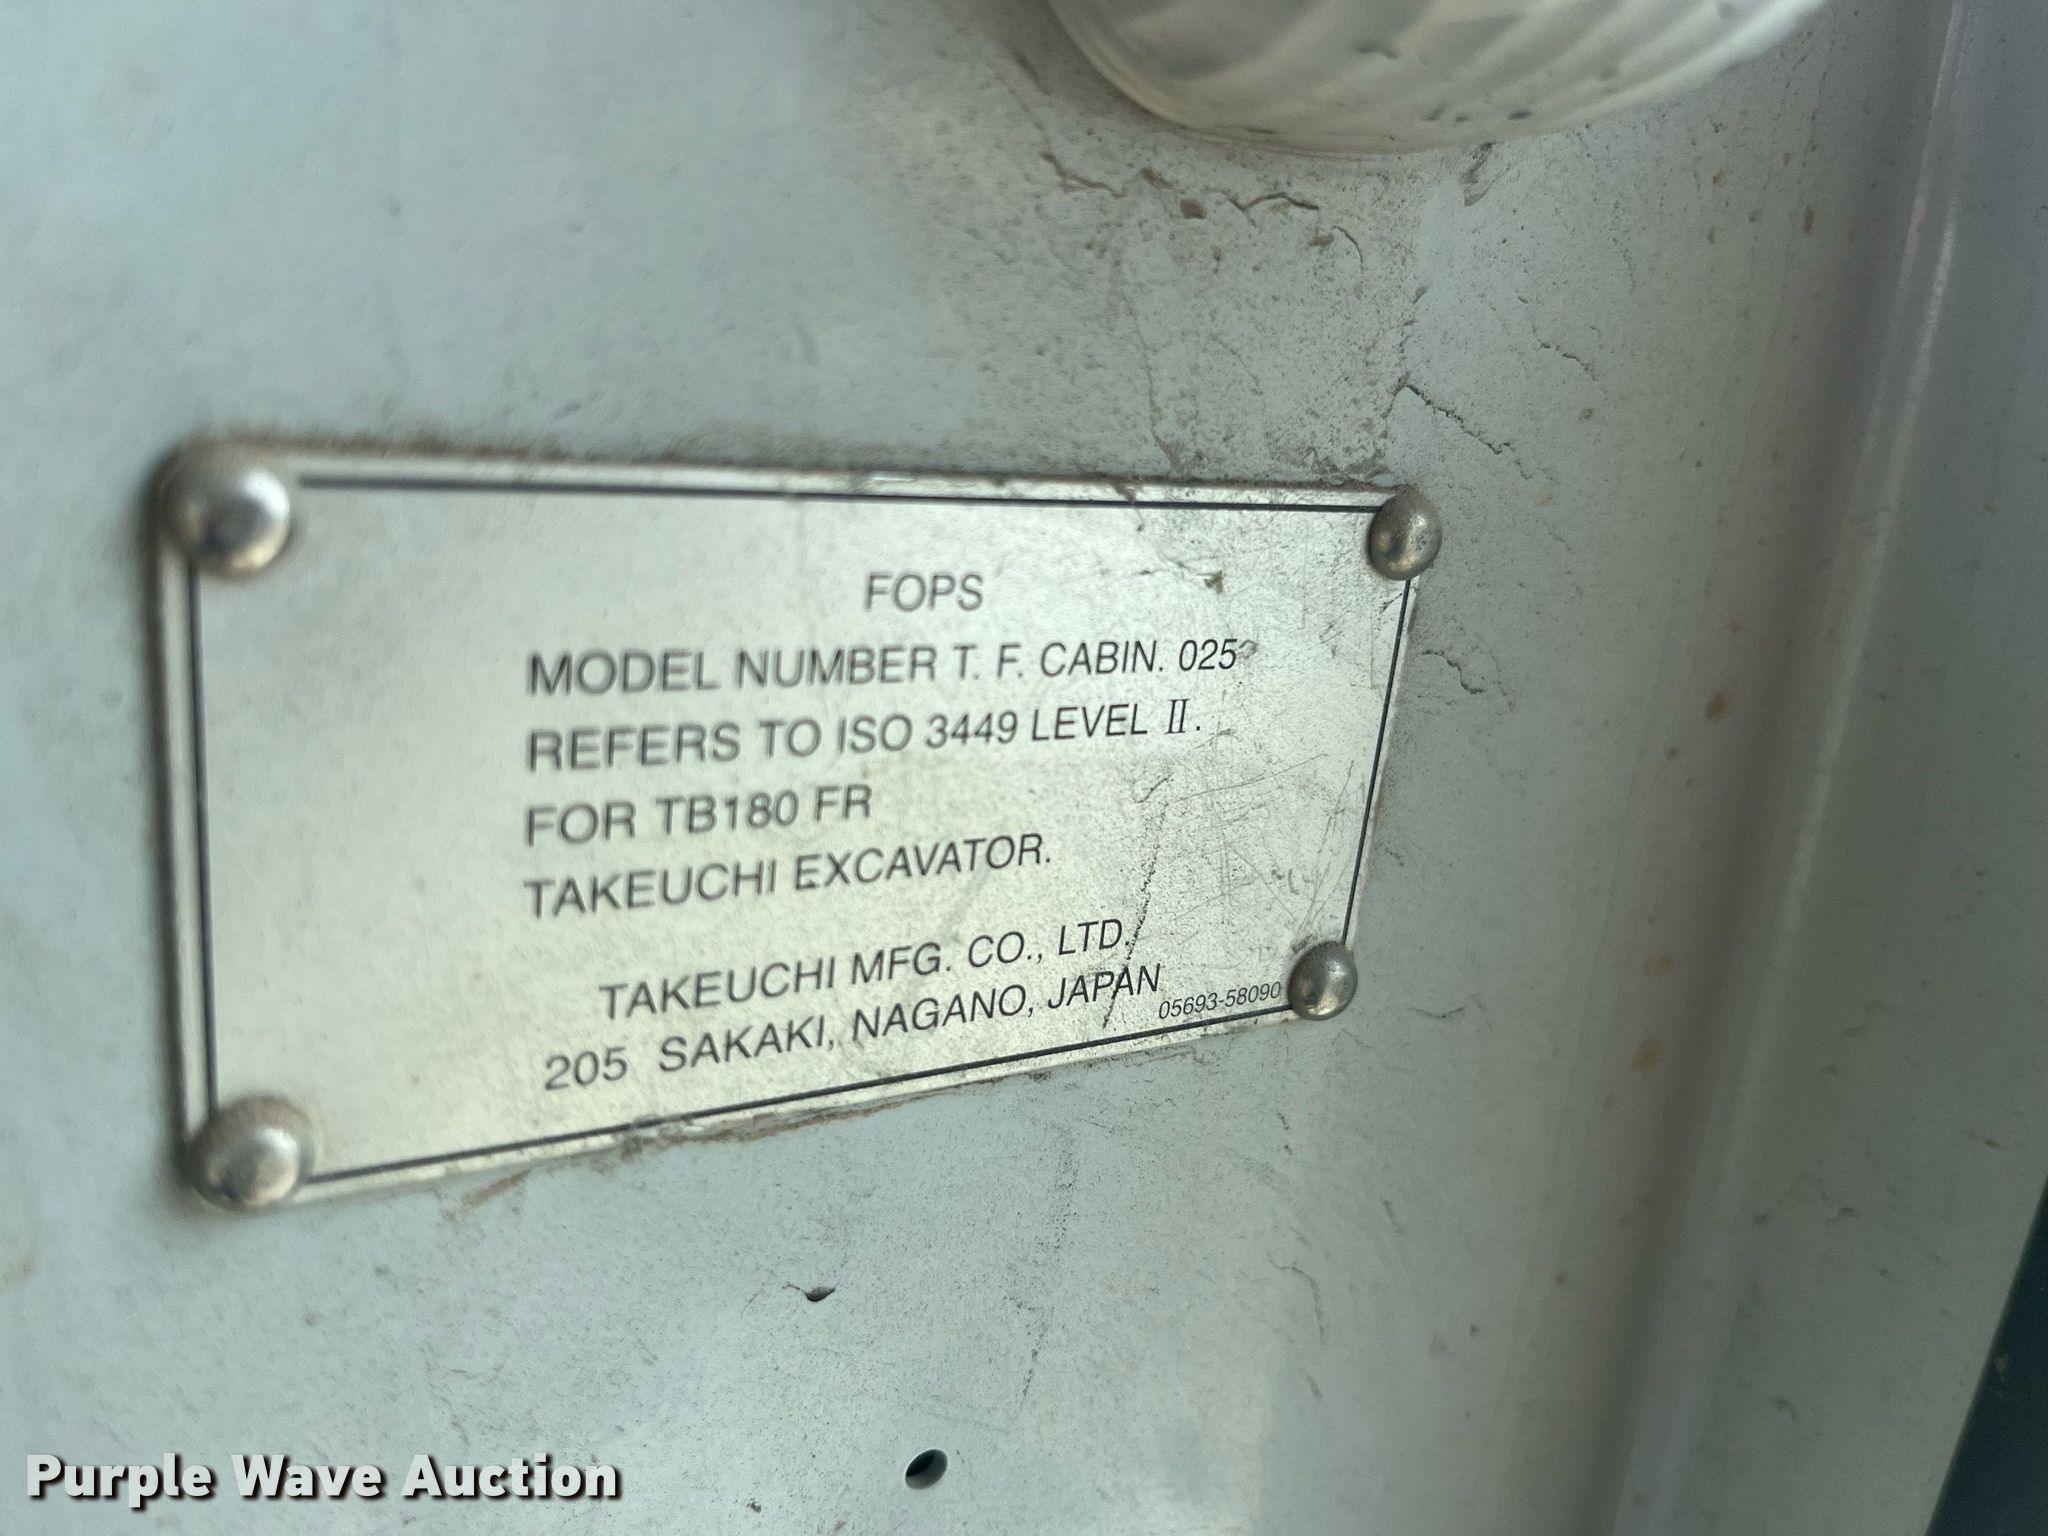 FOPS
MODEL NUMBER T. F. CABIN. 025
REFERS TO ISO 3449 LEVEL II.
FOR TB180 FR
TAKEUCHI EXCAVATOR.
TAKEUCHI MFG. CO., LTD.
205 SAKAKI, NAGANO, JAPAN
05693-58090
Purple Wave Auction